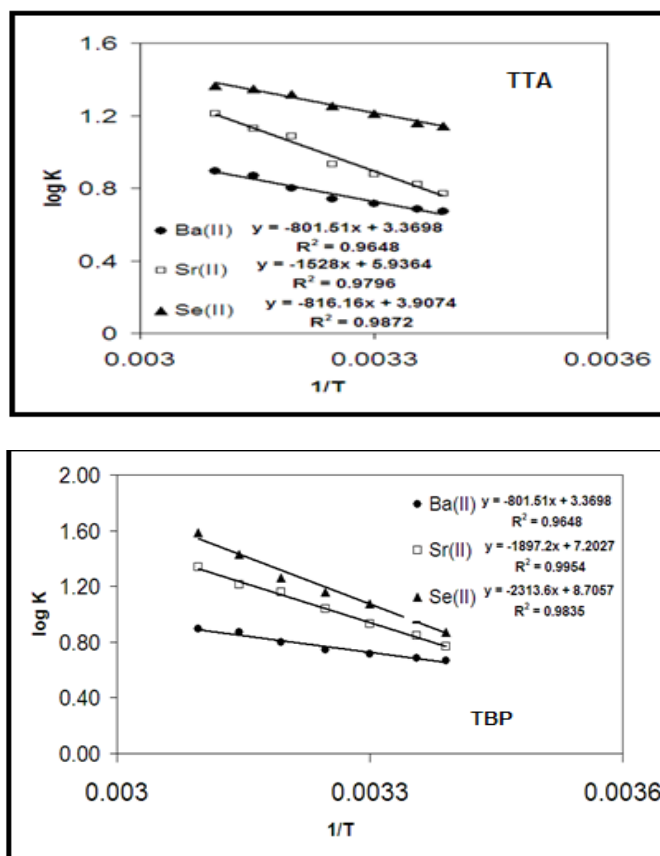 1.6
TTA
1.2
log K
0.8
Ba(II) y = -801.51x + 3.3698
R² = 0.9648
Sr(II) y = -1528x + 5.9364
R² = 0.9796
0.4
Se(II) y = -816.16x + 3.9074
R² = 0.9872
0
0.003 0.0033 0.0036
1/T
2.00
Ba(II) y = -801.51x + 3.3698
R² = 0.9648
1.60
Sr(II) y = -1897.2x + 7.2027
R² = 0.9954
1.20
Se(II) y = -2313.6x + 8.7057
R² = 0.9835
log K
0.80
0.40
TBP
0.00
0.003 0.0033 0.0036
1/T